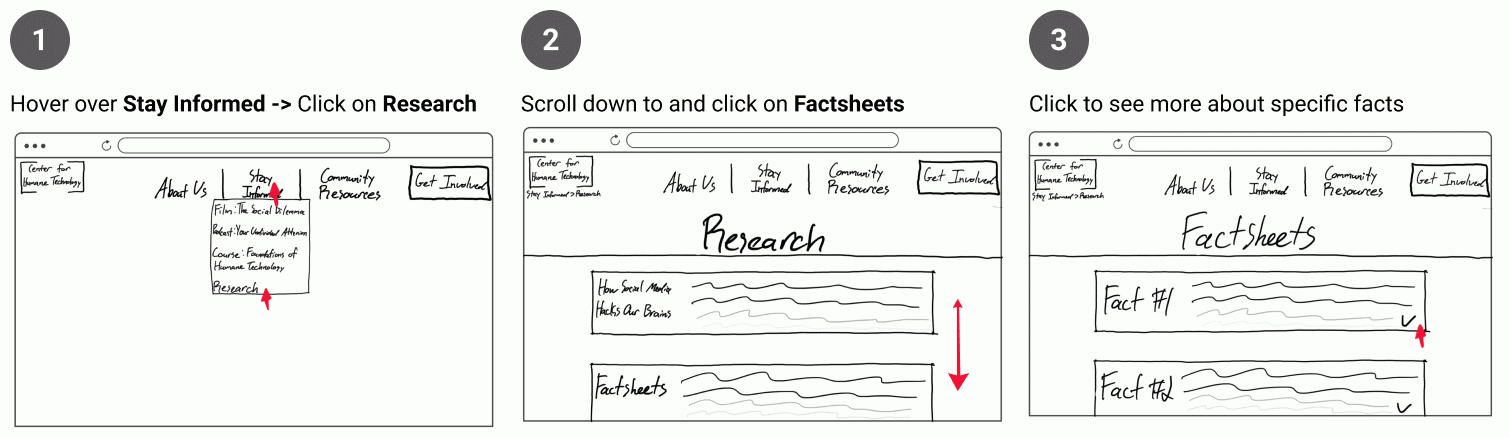 1
Hover over Stay Informed -> Click on Research
Center for
Humane Technology
About Us
Stay
Informed
Community
Resources
Get Involved
Film: The Social Dilemma
Podcast: Your Undivided Attention
Course: Foundations of
Humane Technology
Research
2
Scroll down to and click on Factsheets
Center for
Humane Technology
Stay Informed > Research
About Us
Stay
Informed
Community
Resources
Get Involved
Research
How Social Media
Hacks Our Brains
Factsheets
3
Click to see more about specific facts
Center for
Humane Technology
Stay Informed > Research
About Us
Stay
Informed
Community
Resources
Get Involved
Factsheets
Fact #1
Fact #2